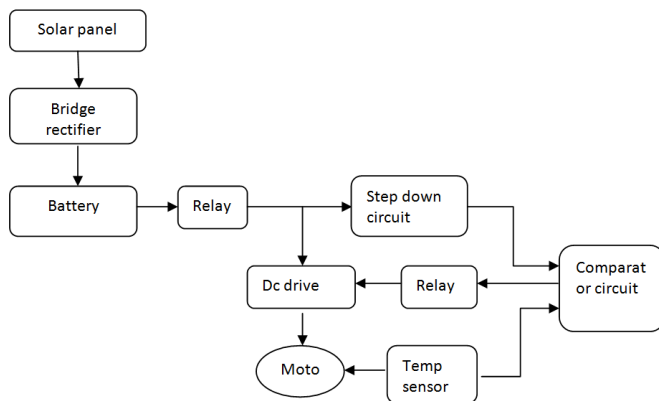 Solar panel
Bridge
rectifier
Battery
Relay
Step down
circuit
Dc drive
Relay
Comparat
or circuit
Moto
Temp
sensor